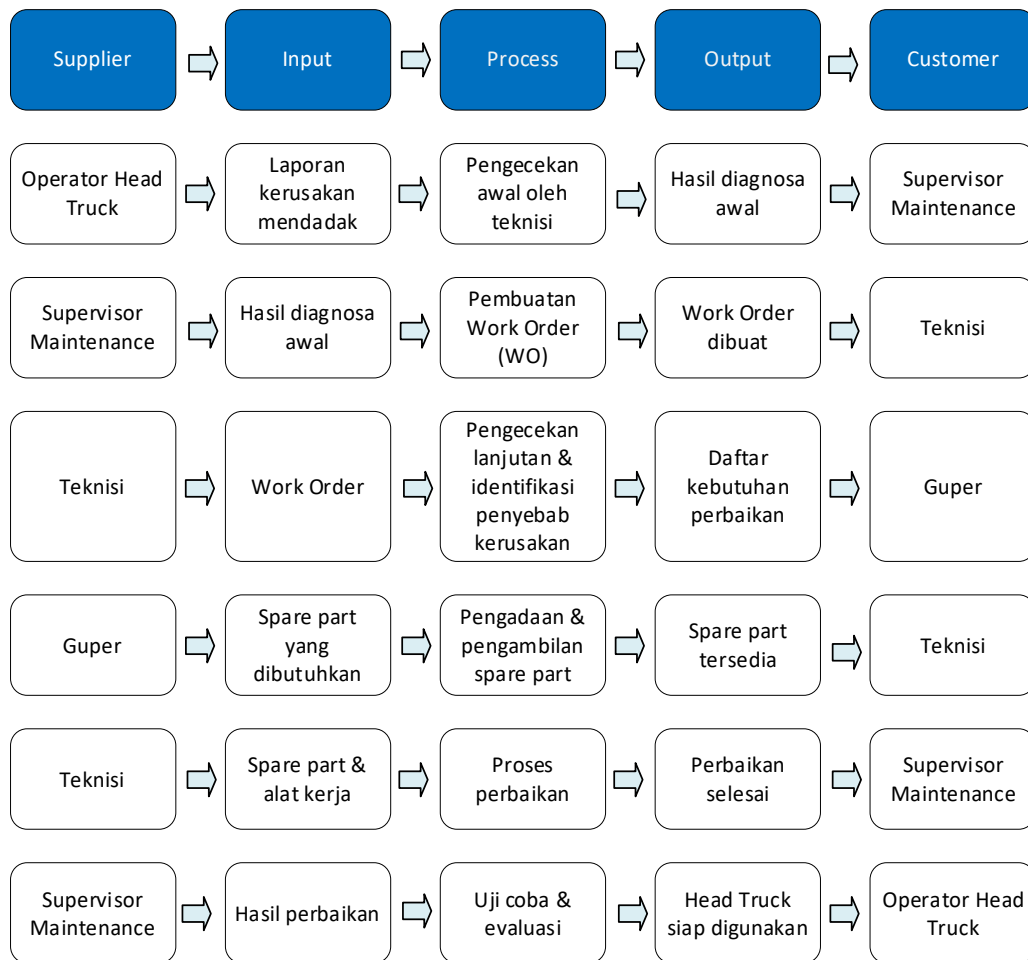 Supplier
Input
Process
Output
Customer
Operator Head
Truck
Laporan
kerusakan
mendadak
Pengecekan
awal oleh
teknisi
Hasil diagnosa
awal
Supervisor
Maintenance
Supervisor
Maintenance
Hasil diagnosa
awal
Pembuatan
Work Order
(WO)
Work Order
dibuat
Teknisi
Teknisi
Work Order
Pengecekan
lanjutan &
identifikasi
penyebab
kerusakan
Daftar
kebutuhan
perbaikan
Guper
Guper
Spare part
yang
dibutuhkan
Pengadaan &
pengambilan
spare part
Spare part
tersedia
Teknisi
Teknisi
Spare part &
alat kerja
Proses
perbaikan
Perbaikan
selesai
Supervisor
Maintenance
Supervisor
Maintenance
Hasil perbaikan
Uji coba &
evaluasi
Head Truck
siap digunakan
Operator Head
Truck